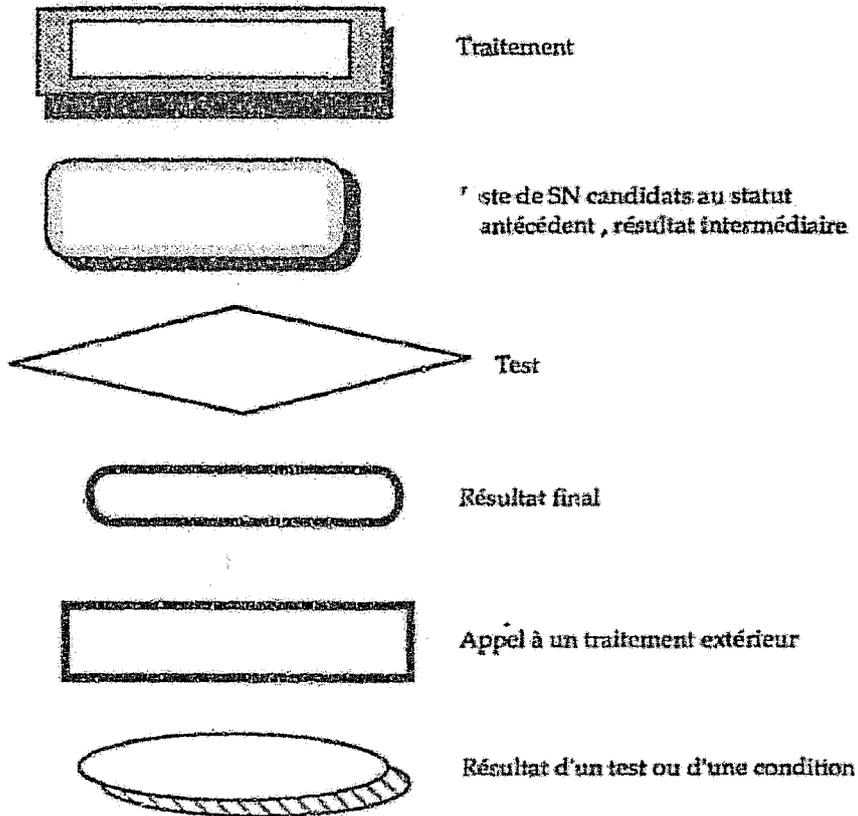 Traitement
de SN candidats au statut
antécédent , résultat intermédiaire
Test
Résultat final
Appel à un traitement extérieur
Résultat d'un test ou d'une condition